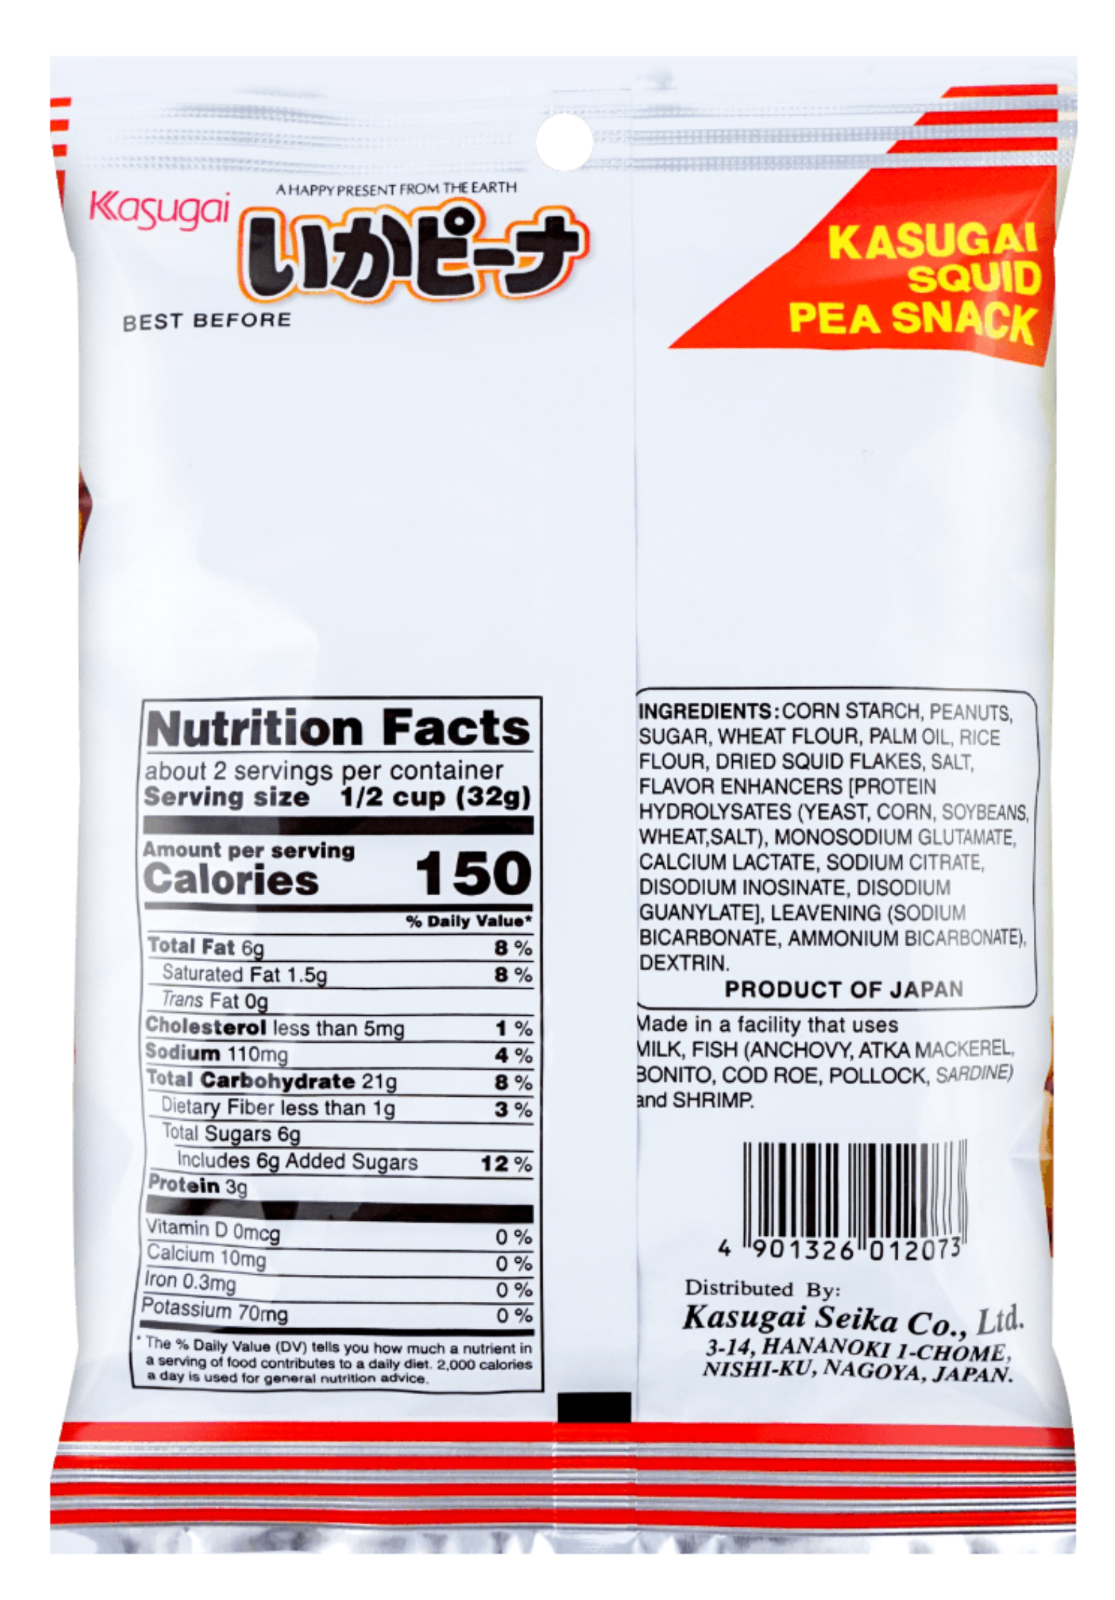 Kasugai
A HAPPY PRESENT FROM THE EARTH
いかピーナ
BEST BEFORE
KASUGAI
SQUID
PEA SNACK
Nutrition Facts
about 2 servings per container
Serving size 1/2 cup (32g)
Amount per serving
Calories 150
% Daily Value*
Total Fat 6g 8 %
Saturated Fat 1.5g 8 %
Trans Fat 0g
Cholesterol less than 5mg 1 %
Sodium 110mg 4 %
Total Carbohydrate 21g 8 %
Dietary Fiber less than 1g 3 %
Total Sugars 6g
Includes 6g Added Sugars 12 %
Protein 3g
Vitamin D 0mcg 0 %
Calcium 10mg 0 %
Iron 0.3mg 0 %
Potassium 70mg 0 %
* The % Daily Value (DV) tells you how much a nutrient in
a serving of food contributes to a daily diet. 2,000 calories
a day is used for general nutrition advice.
INGREDIENTS: CORN STARCH, PEANUTS,
SUGAR, WHEAT FLOUR, PALM OIL, RICE
FLOUR, DRIED SQUID FLAKES, SALT,
FLAVOR ENHANCERS [PROTEIN
HYDROLYSATES (YEAST, CORN, SOYBEANS,
WHEAT,SALT), MONOSODIUM GLUTAMATE,
CALCIUM LACTATE, SODIUM CITRATE,
DISODIUM INOSINATE, DISODIUM
GUANYLATE], LEAVENING (SODIUM
BICARBONATE, AMMONIUM BICARBONATE),
DEXTRIN.
PRODUCT OF JAPAN
Made in a facility that uses
MILK, FISH (ANCHOVY, ATKA MACKEREL,
BONITO, COD ROE, POLLOCK, SARDINE)
and SHRIMP.
4 901326 012073
Distributed By:
Kasugai Seika Co., Ltd.
3-14, HANANOKI 1-CHOME,
NISHI-KU, NAGOYA, JAPAN.